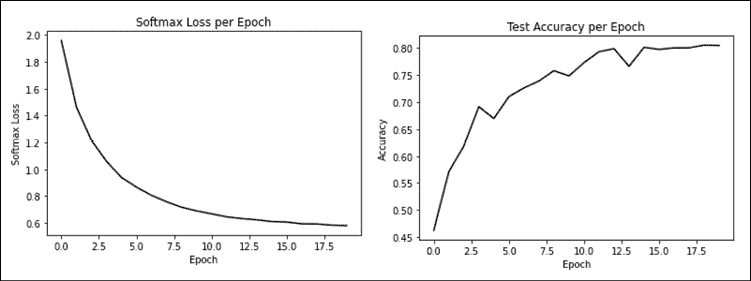 Softmax Loss per Epoch
2.0
1.8
1.6
1.4
1.2
1.0
0.8
0.6
Softmax Loss
0.0 2.5 5.0 7.5 10.0 12.5 15.0 17.5
Epoch
Test Accuracy per Epoch
0.80
0.75
0.70
0.65
0.60
0.55
0.50
0.45
Accuracy
0.0 2.5 5.0 7.5 10.0 12.5 15.0 17.5
Epoch